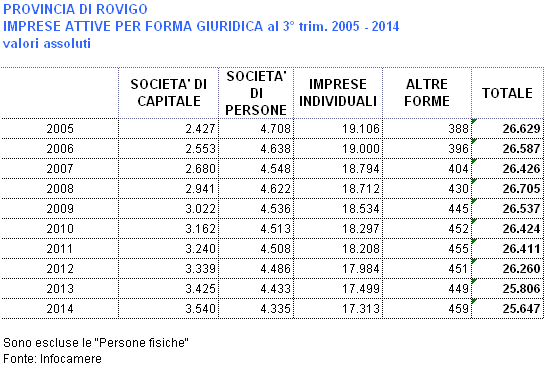 PROVINCIA DI ROVIGO
IMPRESE ATTIVE PER FORMA GIURIDICA al 3° trim. 2005 - 2014
valori assoluti
SOCIETA' DI CAPITALE SOCIETA' DI PERSONE IMPRESE INDIVIDUALI ALTRE FORME TOTALE
2005 2.427 4.708 19.106 388 26.629
2006 2.553 4.638 19.000 396 26.587
2007 2.680 4.548 18.794 404 26.426
2008 2.941 4.622 18.712 430 26.705
2009 3.022 4.536 18.534 445 26.537
2010 3.162 4.513 18.297 452 26.424
2011 3.240 4.508 18.208 455 26.411
2012 3.339 4.486 17.984 451 26.260
2013 3.425 4.433 17.499 449 25.806
2014 3.540 4.335 17.313 459 25.647
Sono escluse le "Persone fisiche"
Fonte: Infocamere